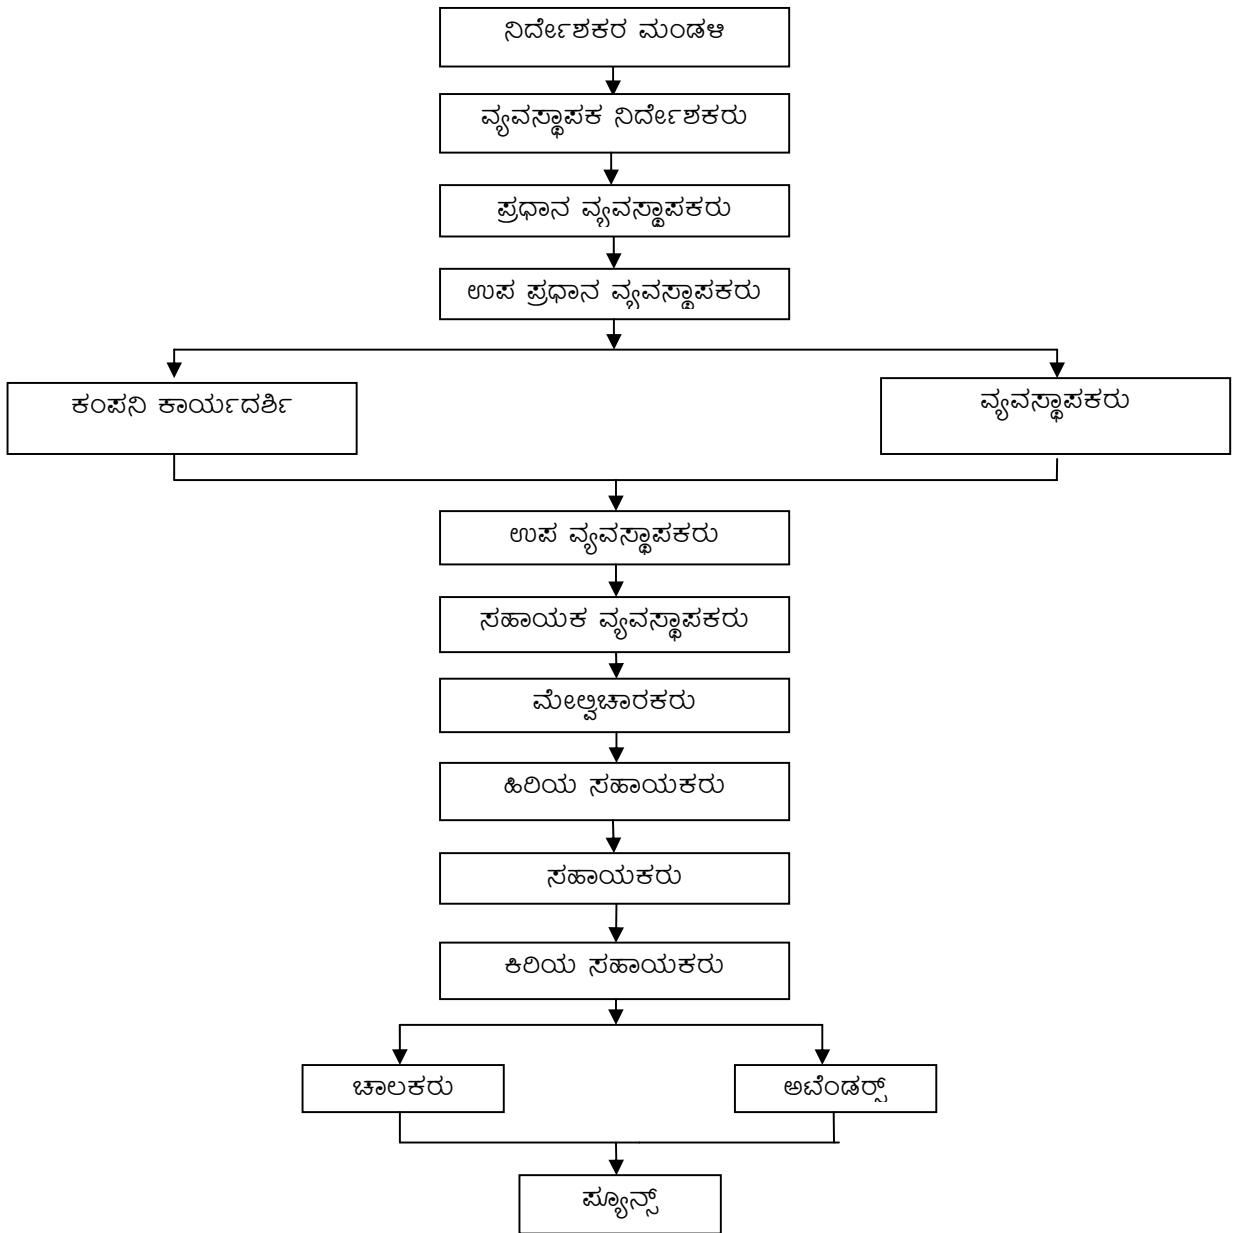 ನಿರ್ದೇಶಕರ ಮಂಡಳಿ
ವ್ಯವಸ್ಥಾಪಕ ನಿರ್ದೇಶಕರು
ಪ್ರಧಾನ ವ್ಯವಸ್ಥಾಪಕರು
ಉಪ ಪ್ರಧಾನ ವ್ಯವಸ್ಥಾಪಕರು
ಕಂಪನಿ ಕಾರ್ಯದರ್ಶಿ
ವ್ಯವಸ್ಥಾಪಕರು
ಉಪ ವ್ಯವಸ್ಥಾಪಕರು
ಸಹಾಯಕ ವ್ಯವಸ್ಥಾಪಕರು
ಮೇಲ್ವಿಚಾರಕರು
ಹಿರಿಯ ಸಹಾಯಕರು
ಸಹಾಯಕರು
ಕಿರಿಯ ಸಹಾಯಕರು
ಚಾಲಕರು
ಅಟೆಂಡರ್ಸ್
ಪ್ಯೂನ್ಸ್